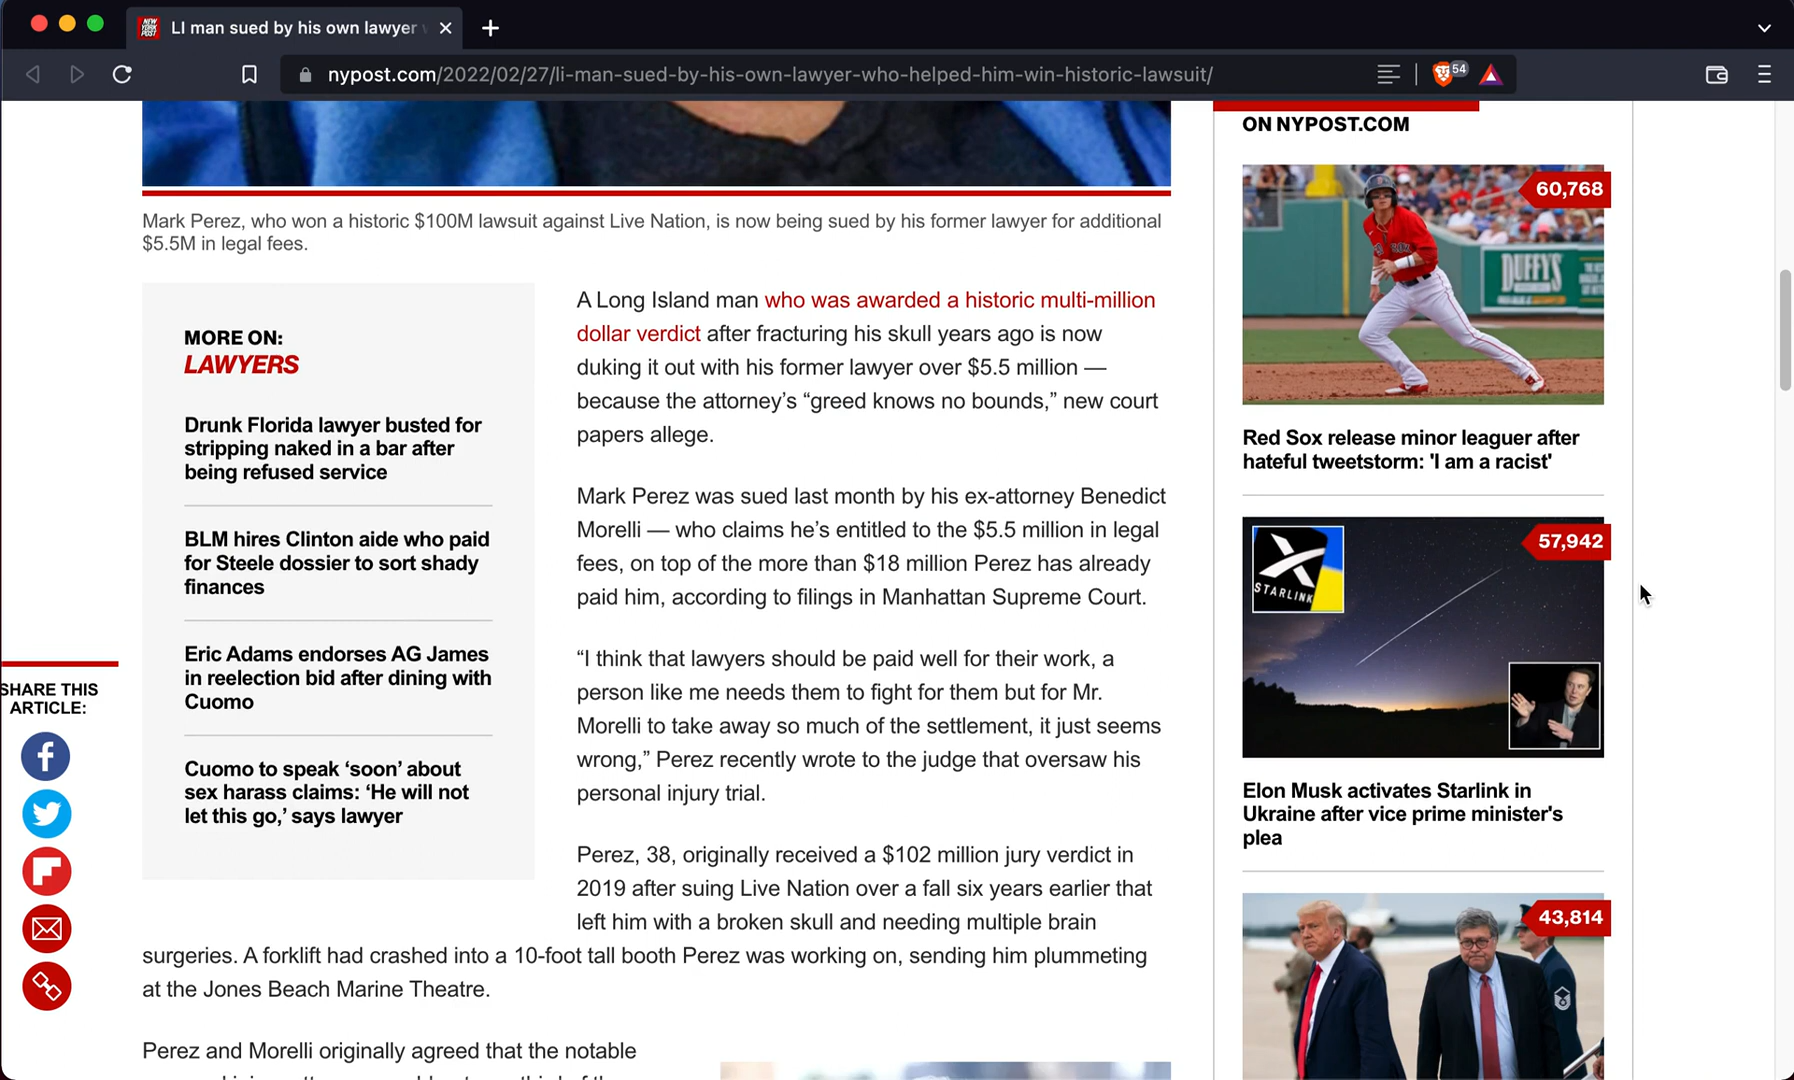 NEW YORK POST
LI man sued by his own lawyer
nypost.com/2022/02/27/li-man-sued-by-his-own-lawyer-who-helped-him-win-historic-lawsuit/
54
Mark Perez, who won a historic $100M lawsuit against Live Nation, is now being sued by his former lawyer for additional
$5.5M in legal fees.
MORE ON:
LAWYERS
Drunk Florida lawyer busted for
stripping naked in a bar after
being refused service
BLM hires Clinton aide who paid
for Steele dossier to sort shady
finances
Eric Adams endorses AG James
in reelection bid after dining with
Cuomo
Cuomo to speak ‘soon’ about
sex harass claims: ‘He will not
let this go,’ says lawyer
SHARE THIS
ARTICLE:
A Long Island man who was awarded a historic multi-million
dollar verdict after fracturing his skull years ago is now
duking it out with his former lawyer over $5.5 million —
because the attorney’s “greed knows no bounds,” new court
papers allege.
Mark Perez was sued last month by his ex-attorney Benedict
Morelli — who claims he’s entitled to the $5.5 million in legal
fees, on top of the more than $18 million Perez has already
paid him, according to filings in Manhattan Supreme Court.
“I think that lawyers should be paid well for their work, a
person like me needs them to fight for them but for Mr.
Morelli to take away so much of the settlement, it just seems
wrong,” Perez recently wrote to the judge that oversaw his
personal injury trial.
Perez, 38, originally received a $102 million jury verdict in
2019 after suing Live Nation over a fall six years earlier that
left him with a broken skull and needing multiple brain
surgeries. A forklift had crashed into a 10-foot tall booth Perez was working on, sending him plummeting
at the Jones Beach Marine Theatre.
Perez and Morelli originally agreed that the notable
ON NYPOST.COM
60,768
DUFFY'S
Red Sox release minor leaguer after
hateful tweetstorm: 'I am a racist'
57,942
STARLINK
Elon Musk activates Starlink in
Ukraine after vice prime minister's
plea
43,814